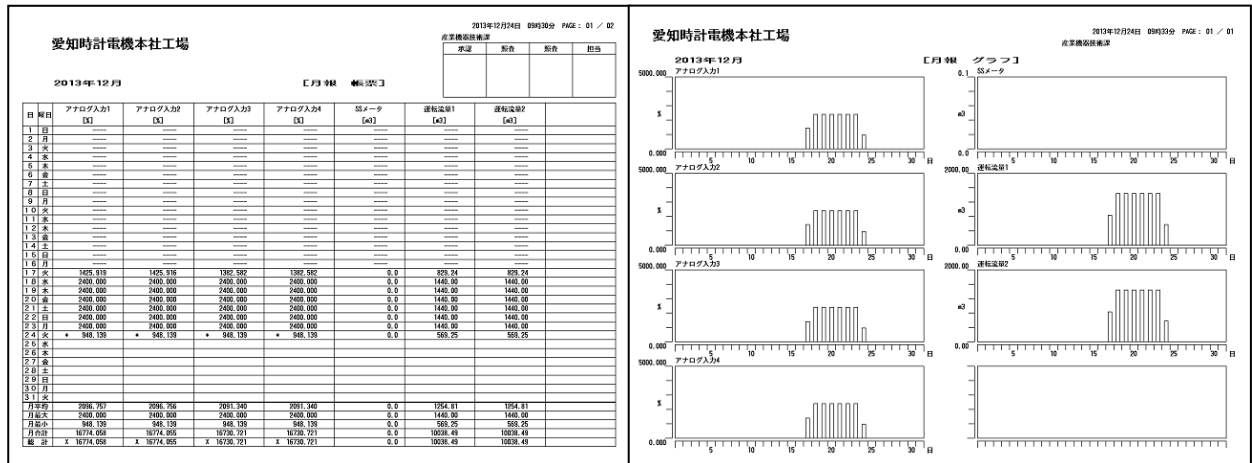 2013年12月24日 09時30分 PAGE: 01 / 02
愛知時計電機本社工場
産業機器技術課
承認 照査 照査 担当
2013年12月 [月報 帳票]
日 曜日 アナログ入力1 アナログ入力2 アナログ入力3 アナログ入力4 SSメータ 運転流量1 運転流量2
[%] [%] [%] [%] [m3] [m3] [m3]
1 日 ---- ---- ---- ---- ---- ---- ----
2 月 ---- ---- ---- ---- ---- ---- ----
3 火 ---- ---- ---- ---- ---- ---- ----
4 水 ---- ---- ---- ---- ---- ---- ----
5 木 ---- ---- ---- ---- ---- ---- ----
6 金 ---- ---- ---- ---- ---- ---- ----
7 土 ---- ---- ---- ---- ---- ---- ----
8 日 ---- ---- ---- ---- ---- ---- ----
9 月 ---- ---- ---- ---- ---- ---- ----
10 火 ---- ---- ---- ---- ---- ---- ----
11 水 ---- ---- ---- ---- ---- ---- ----
12 木 ---- ---- ---- ---- ---- ---- ----
13 金 ---- ---- ---- ---- ---- ---- ----
14 土 ---- ---- ---- ---- ---- ---- ----
15 日 ---- ---- ---- ---- ---- ---- ----
16 月 ---- ---- ---- ---- ---- ---- ----
17 火 1425.919 1425.916 1382.582 1382.582 0.0 829.24 829.24
18 水 2400.000 2400.000 2400.000 2400.000 0.0 1440.00 1440.00
19 木 2400.000 2400.000 2400.000 2400.000 0.0 1440.00 1440.00
20 金 2400.000 2400.000 2400.000 2400.000 0.0 1440.00 1440.00
21 土 2400.000 2400.000 2400.000 2400.000 0.0 1440.00 1440.00
22 日 2400.000 2400.000 2400.000 2400.000 0.0 1440.00 1440.00
23 月 2400.000 2400.000 2400.000 2400.000 0.0 1440.00 1440.00
24 火 * 948.139 * 948.139 * 948.139 * 948.139 0.0 569.25 569.25
25 水
26 木
27 金
28 土
29 日
30 月
31 火
月平均 2096.757 2096.756 2091.340 2091.340 0.0 1254.81 1254.81
月最大 2400.000 2400.000 2400.000 2400.000 0.0 1440.00 1440.00
月最小 948.139 948.139 948.139 948.139 0.0 569.25 569.25
月合計 16774.058 16774.055 16730.721 16730.721 0.0 10038.49 10038.49
総 計 X 16774.058 X 16774.055 X 16730.721 X 16730.721 0.0 10038.49 10038.49
愛知時計電機本社工場
2013年12月24日 09時33分 PAGE: 01 / 01
産業機器技術課
2013年12月 [月報 グラフ]
5000.000 アナログ入力1
%
0.000
5 10 15 20 25 30 日
5000.000 アナログ入力2
%
0.000
5 10 15 20 25 30 日
5000.000 アナログ入力3
%
0.000
5 10 15 20 25 30 日
5000.000 アナログ入力4
%
0.000
5 10 15 20 25 30 日
0.1 SSメータ
m3
0.0
5 10 15 20 25 30 日
2000.00 運転流量1
m3
0.00
5 10 15 20 25 30 日
2000.00 運転流量2
m3
0.00
5 10 15 20 25 30 日